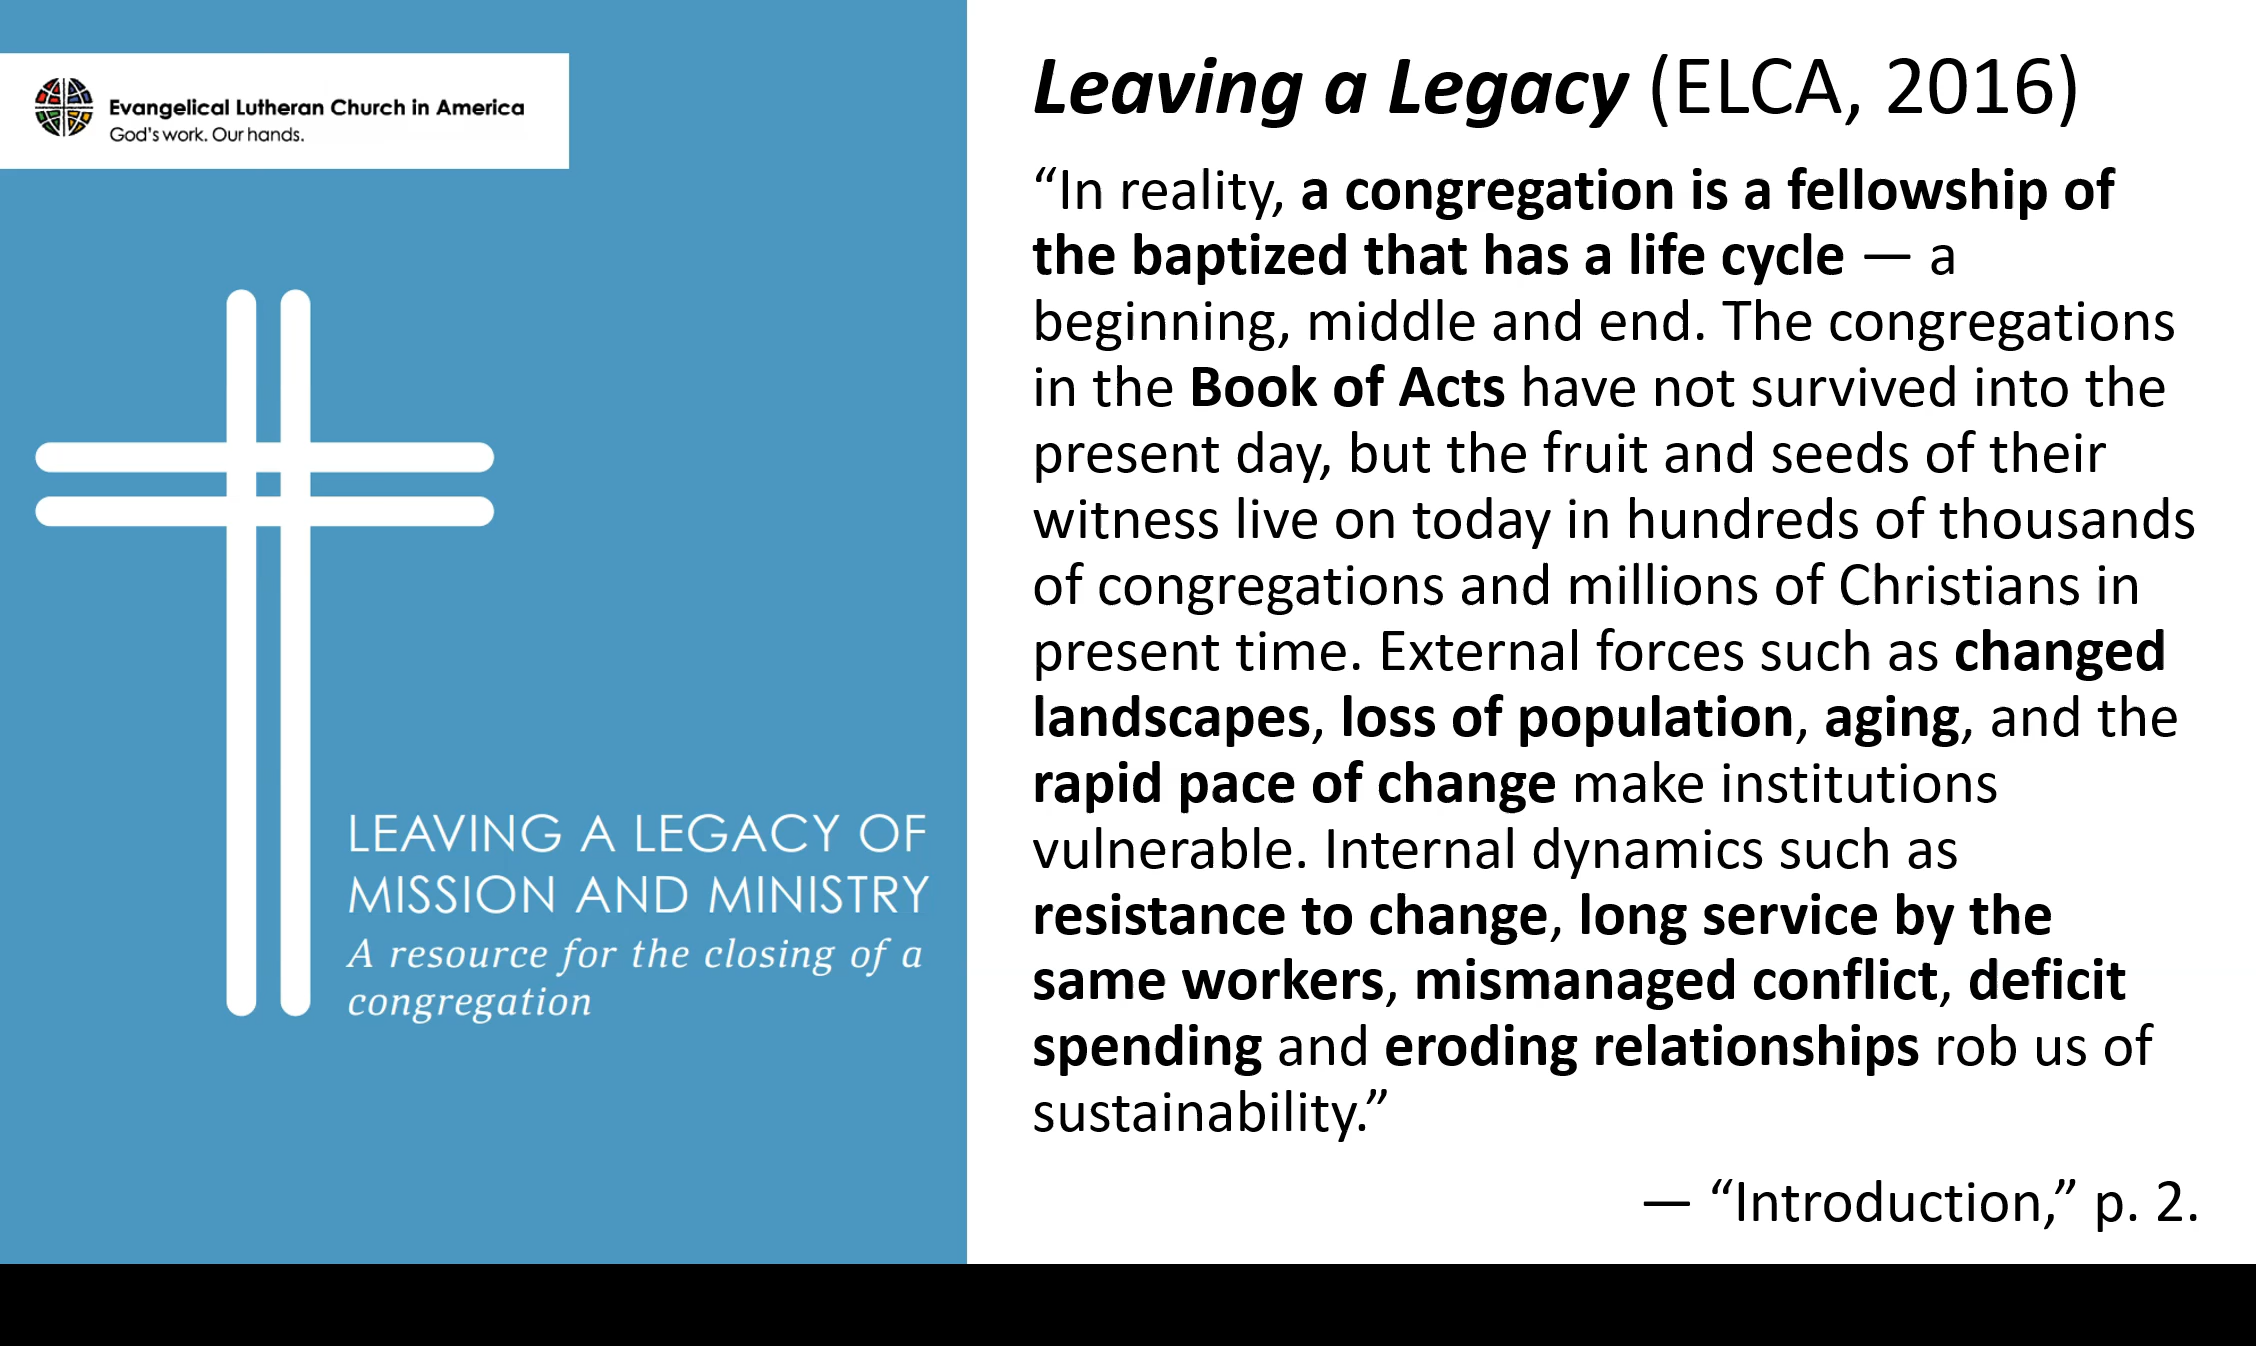 Evangelical Lutheran Church in America
God's work. Our hands.
LEAVING A LEGACY OF
MISSION AND MINISTRY
A resource for the closing of a
congregation
Leaving a Legacy (ELCA, 2016)
“In reality, a congregation is a fellowship of
the baptized that has a life cycle — a
beginning, middle and end. The congregations
in the Book of Acts have not survived into the
present day, but the fruit and seeds of their
witness live on today in hundreds of thousands
of congregations and millions of Christians in
present time. External forces such as changed
landscapes, loss of population, aging, and the
rapid pace of change make institutions
vulnerable. Internal dynamics such as
resistance to change, long service by the
same workers, mismanaged conflict, deficit
spending and eroding relationships rob us of
sustainability.”
— “Introduction,” p. 2.